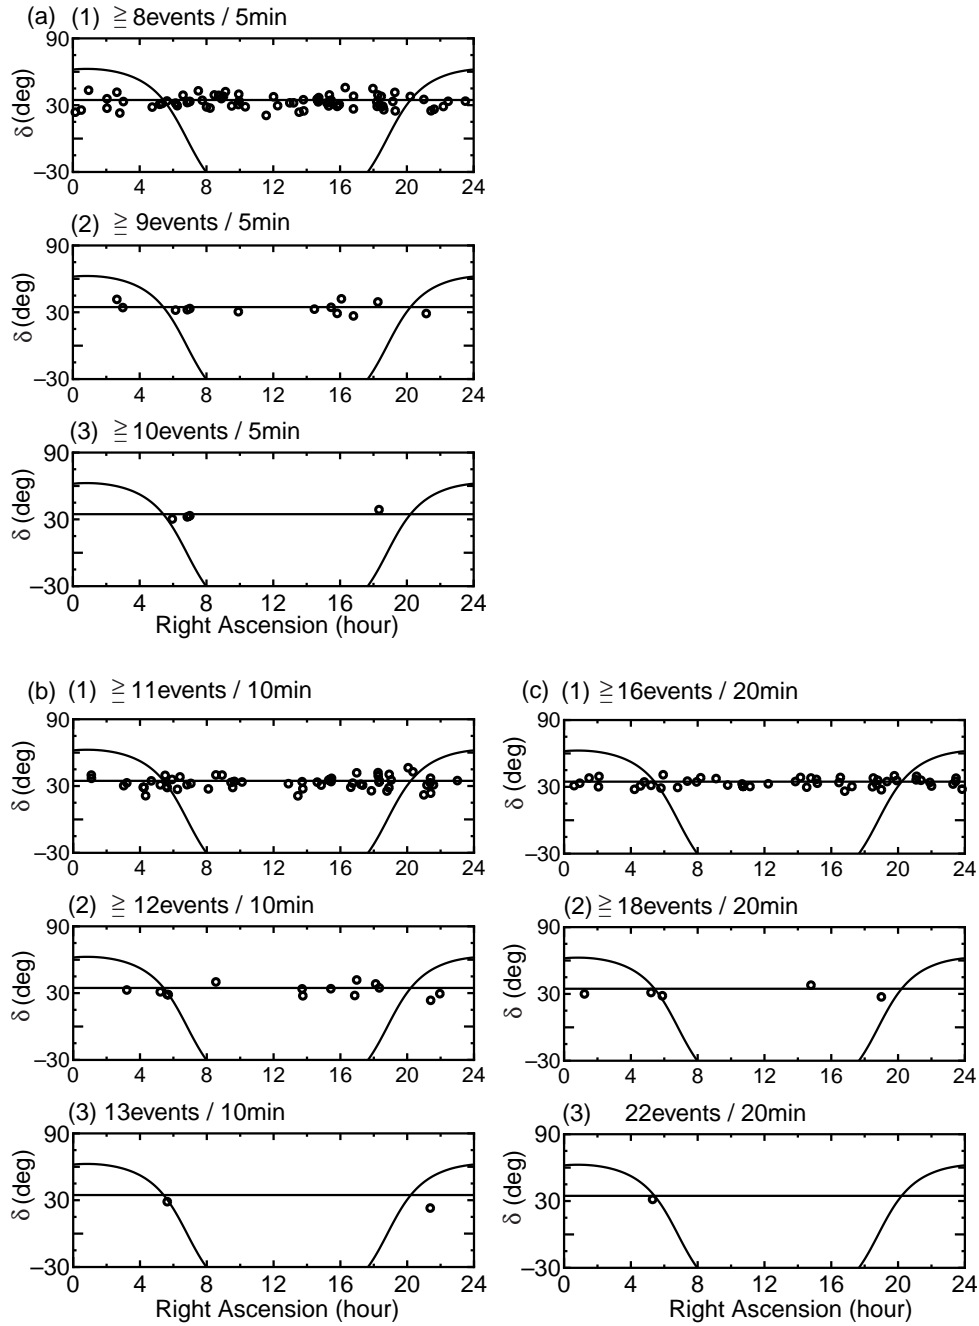 (a) (1) ≧ 8events / 5min
90
30
−30
δ (deg)
0 4 8 12 16 20 24
(2) ≧ 9events / 5min
90
30
−30
δ (deg)
0 4 8 12 16 20 24
(3) ≧ 10events / 5min
90
30
−30
δ (deg)
0 4 8 12 16 20 24
Right Ascension (hour)
(b) (1) ≧ 11events / 10min
90
30
−30
δ (deg)
0 4 8 12 16 20 24
(2) ≧ 12events / 10min
90
30
−30
δ (deg)
0 4 8 12 16 20 24
(3) 13events / 10min
90
30
−30
δ (deg)
0 4 8 12 16 20 24
Right Ascension (hour)
(c) (1) ≧ 16events / 20min
90
30
−30
δ (deg)
0 4 8 12 16 20 24
(2) ≧ 18events / 20min
90
30
−30
δ (deg)
0 4 8 12 16 20 24
(3) 22events / 20min
90
30
−30
δ (deg)
0 4 8 12 16 20 24
Right Ascension (hour)